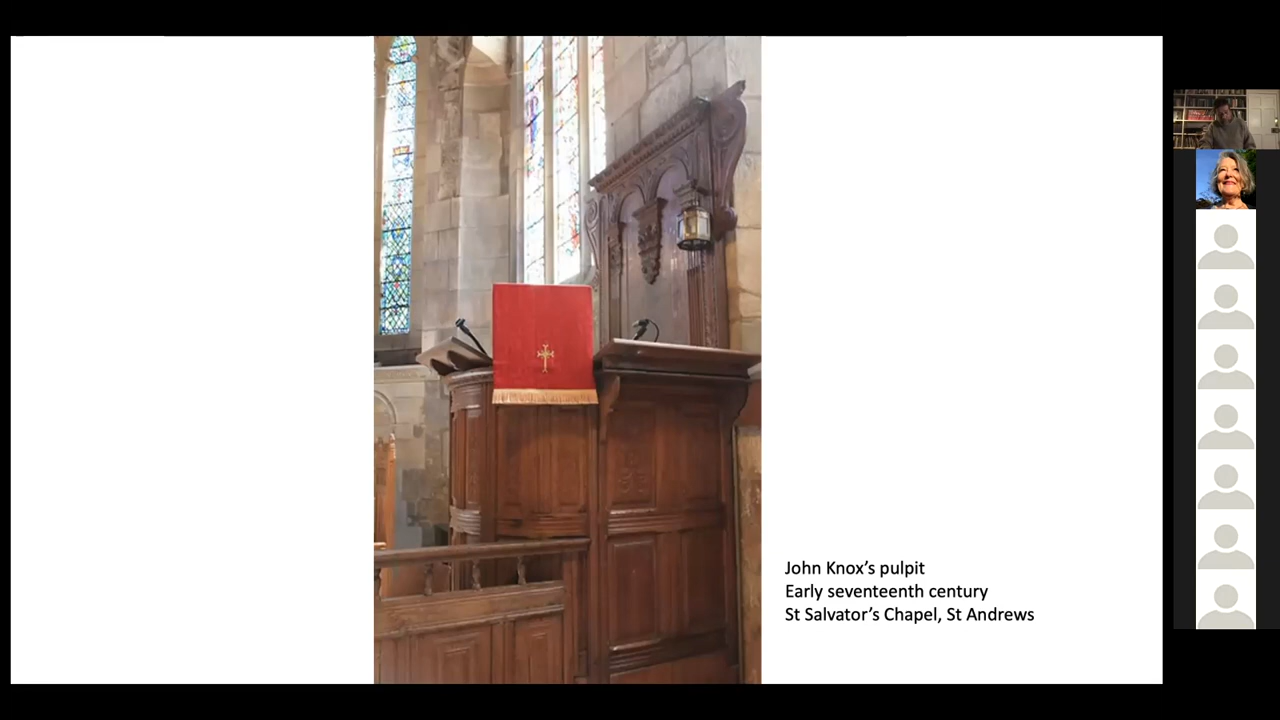 John Knox’s pulpit
Early seventeenth century
St Salvator’s Chapel, St Andrews